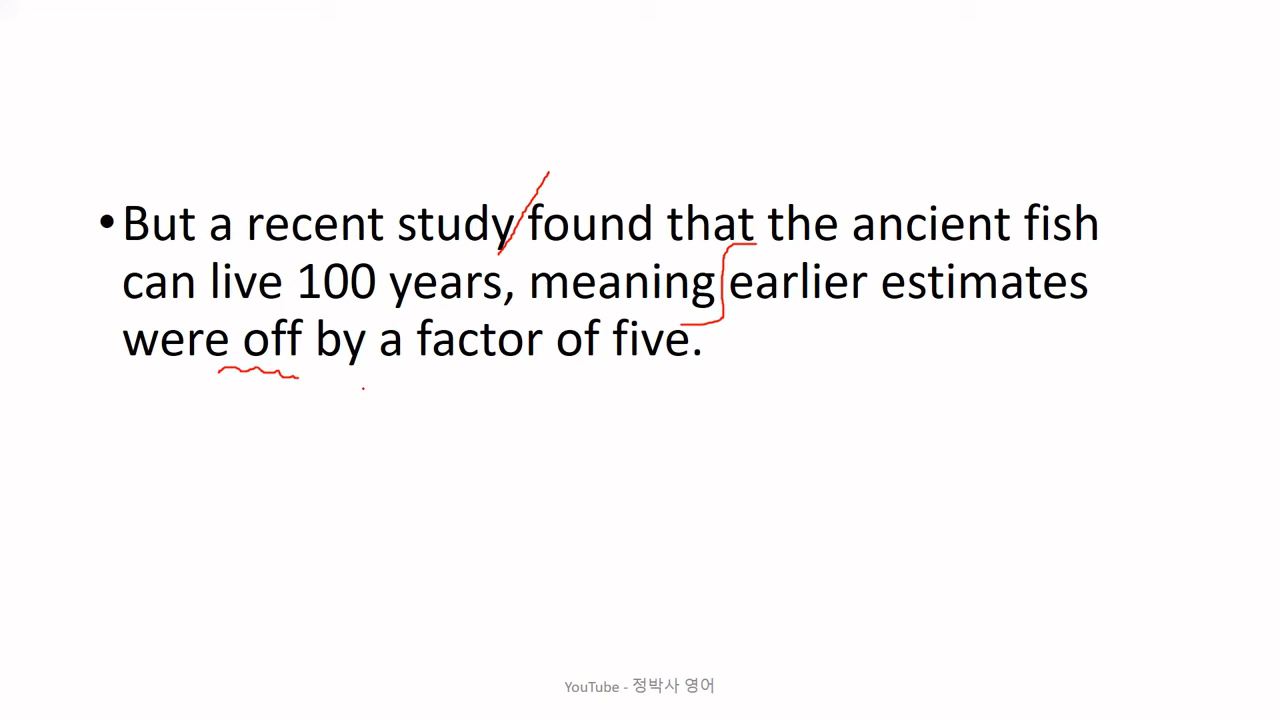 •But a recent study found that the ancient fish
can live 100 years, meaning earlier estimates
were off by a factor of five.
YouTube - 정박사 영어